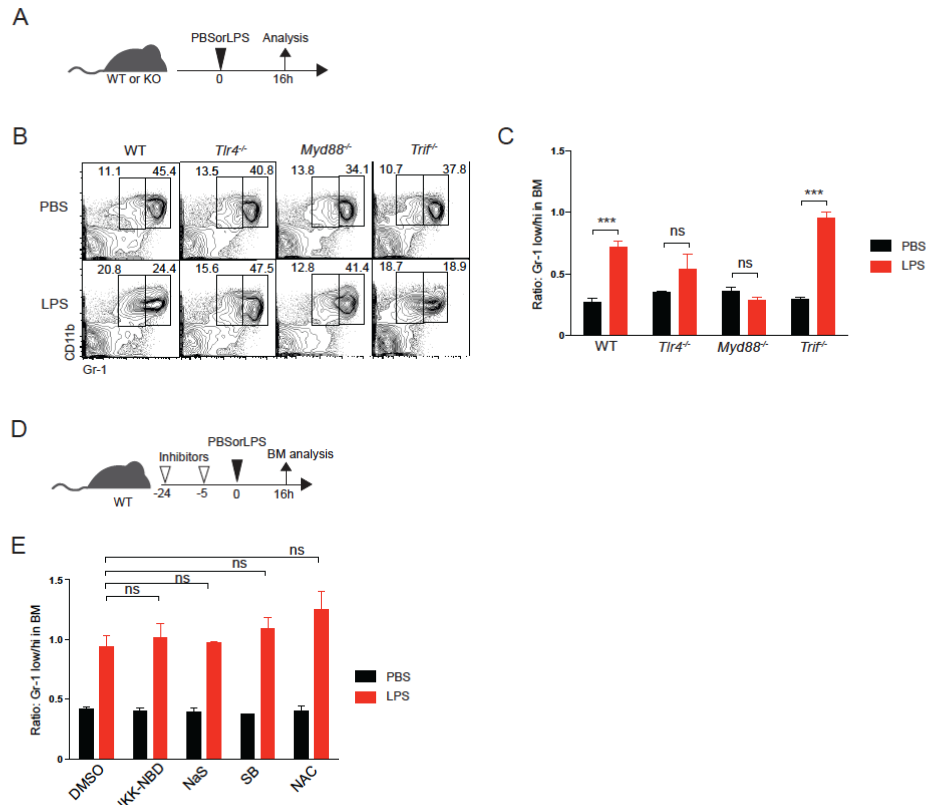 A
PBSorLPS Analysis
WT or KO 0 16h
B
WT Tlr4-/- Myd88-/- Trif-/-
11.1 45.4 13.5 40.8 13.8 34.1 10.7 37.8
PBS
20.8 24.4 15.6 47.5 12.8 41.4 18.7 18.9
LPS
CD11b
Gr-1
C
Ratio: Gr-1 low/hi in BM
1.5
1.0
0.5
0
*** ns ns ***
PBS
LPS
WT Tlr4-/- Myd88-/- Trif-/-
D
PBSorLPS
Inhibitors BM analysis
WT -24 -5 0 16h
E
Ratio: Gr-1 low/hi in BM
1.5
1.0
0.5
0
ns
ns
ns
ns
PBS
LPS
DMSO IKK-NBD NaS SB NAC